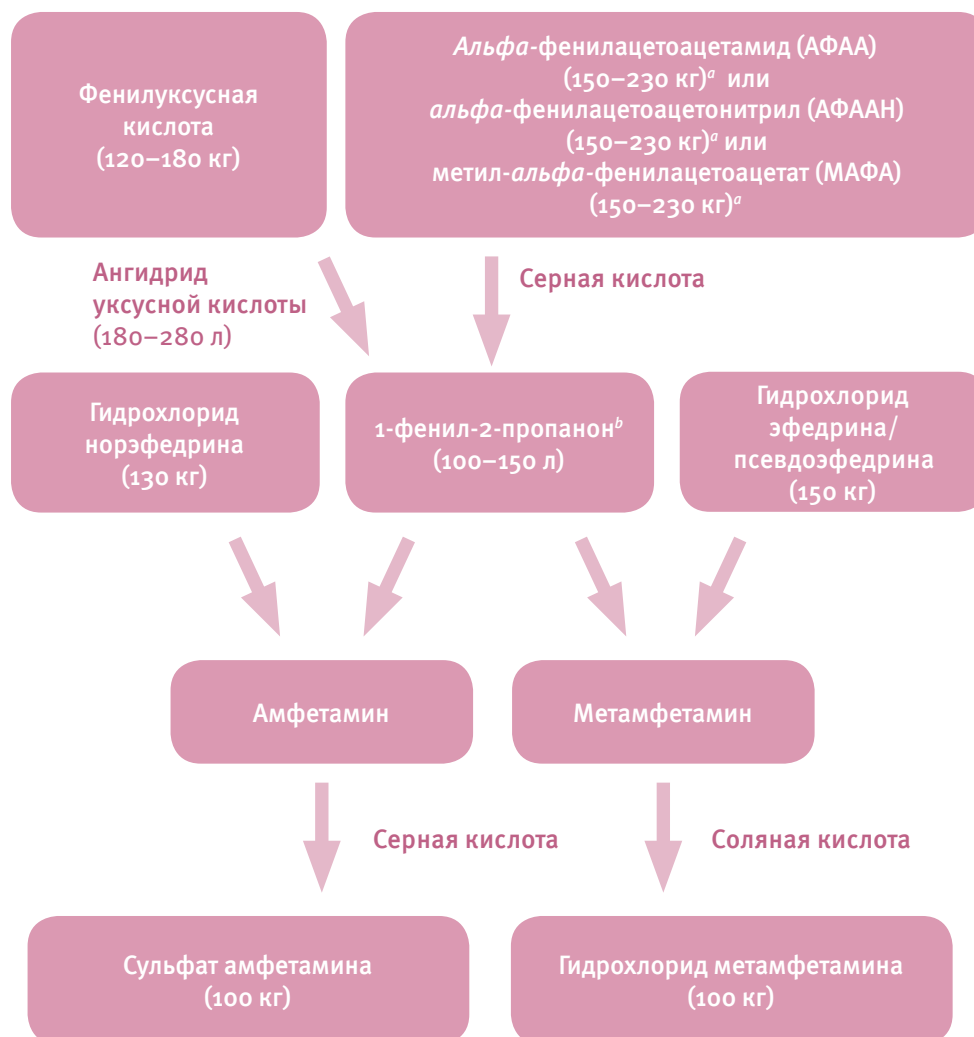 Фенилуксусная
кислота
(120–180 кг)
Альфа-фенилацетоацетамид (АФАА)
(150–230 кг)ᵃ или
альфа-фенилацетоацетонитрил (АФААН)
(150–230 кг)ᵃ или
метил-альфа-фенилацетоацетат (МАФА)
(150–230 кг)ᵃ
Ангидрид
уксусной кислоты
(180–280 л)
Серная кислота
Гидрохлорид
норэфедрина
(130 кг)
1-фенил-2-пропанонᵇ
(100–150 л)
Гидрохлорид
эфедрина/
псевдоэфедрина
(150 кг)
Амфетамин
Метамфетамин
Серная кислота
Соляная кислота
Сульфат амфетамина
(100 кг)
Гидрохлорид метамфетамина
(100 кг)